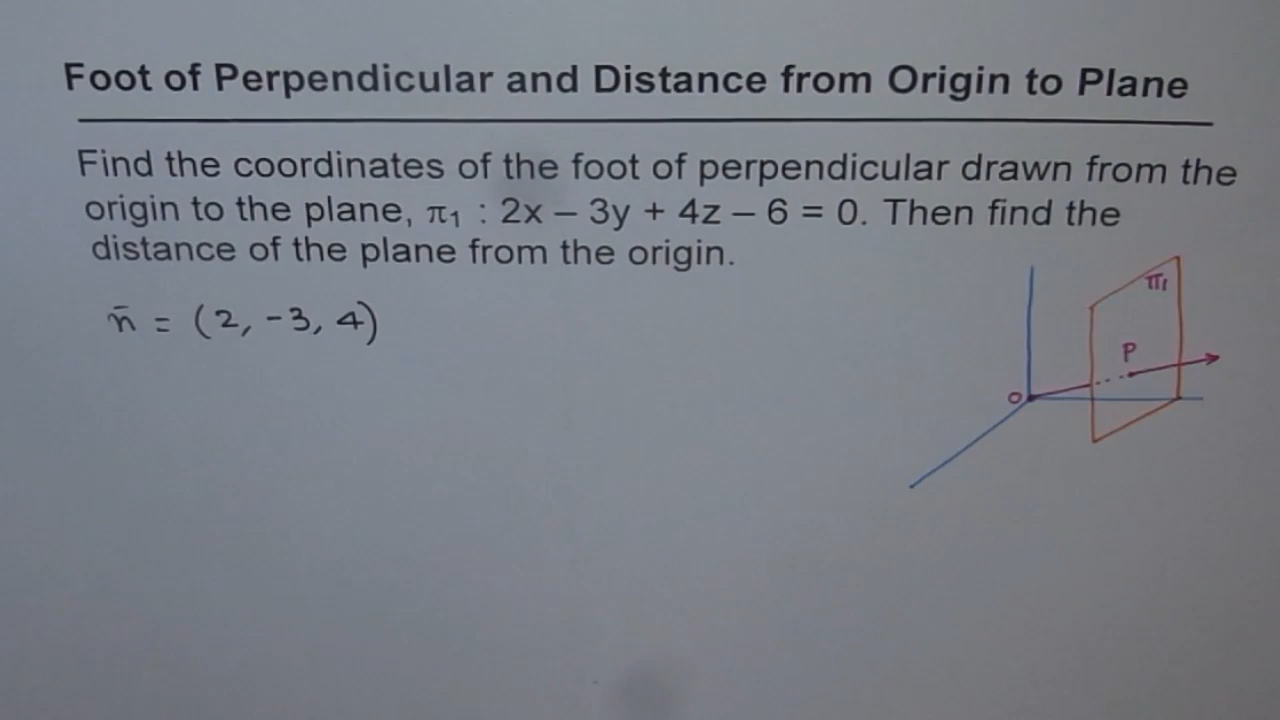 Foot of Perpendicular and Distance from Origin to Plane
Find the coordinates of the foot of perpendicular drawn from the
origin to the plane, π₁ : 2x – 3y + 4z – 6 = 0. Then find the
distance of the plane from the origin.
n̄ = (2, -3, 4)
π₁
P
O